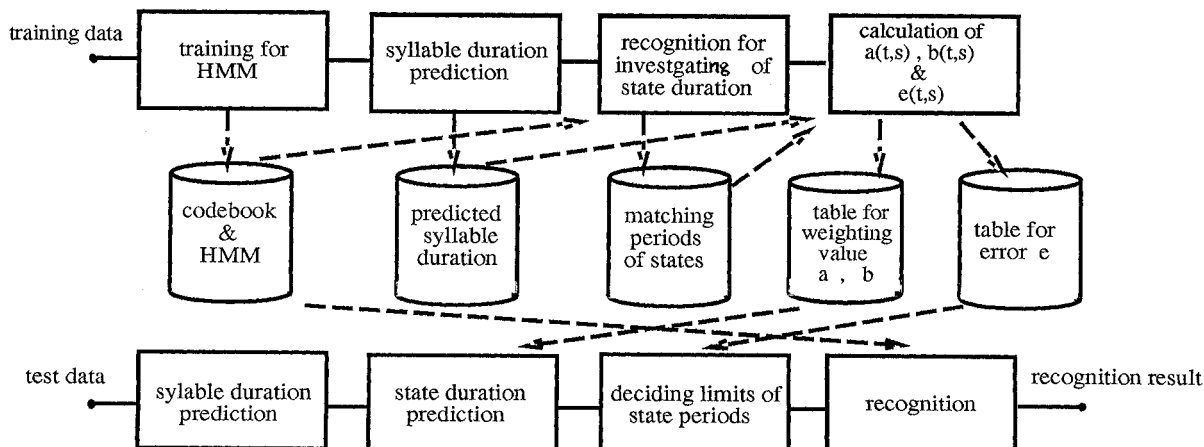 training data
training for
HMM
syllable duration
prediction
recognition for
investgating of
state duration
calculation of
a(t,s) , b(t,s)
&
e(t,s)
codebook
&
HMM
predicted
syllable
duration
matching
periods
of states
table for
weighting
value
a , b
table for
error e
test data
sylable duration
prediction
state duration
prediction
deciding limits of
state periods
recognition
recognition result